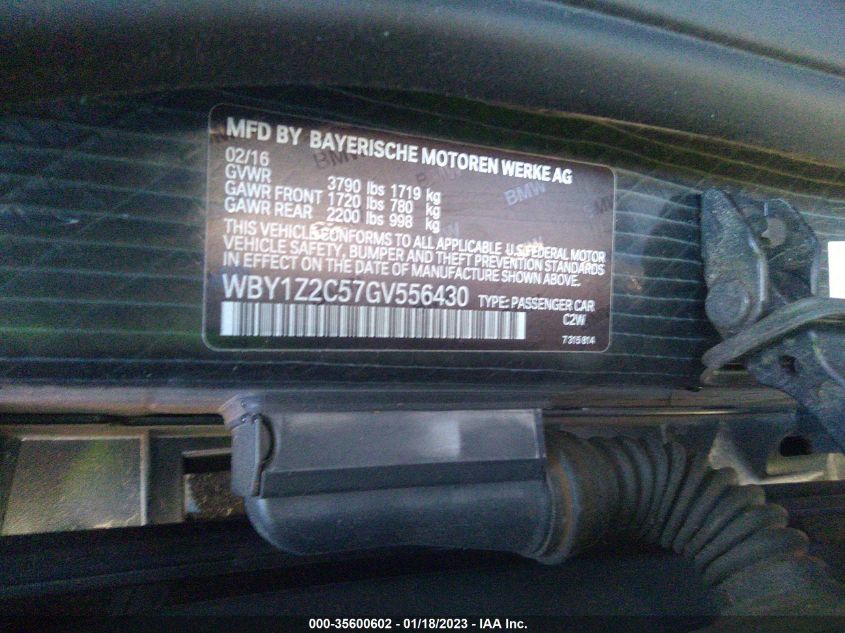 MFD BY BAYERISCHE MOTOREN WERKE AG
02/16
GVWR 3790 lbs 1719 kg
GAWR FRONT 1720 lbs 780 kg
GAWR REAR 2200 lbs 998 kg
THIS VEHICLE CONFORMS TO ALL APPLICABLE U.S. FEDERAL MOTOR
VEHICLE SAFETY, BUMPER AND THEFT PREVENTION STANDARDS
IN EFFECT ON THE DATE OF MANUFACTURE SHOWN ABOVE.
WBY1Z2C57GV556430 TYPE: PASSENGER CAR
C2W
7315814
BMW
BMW
000-35600602 - 01/18/2023 - IAA Inc.